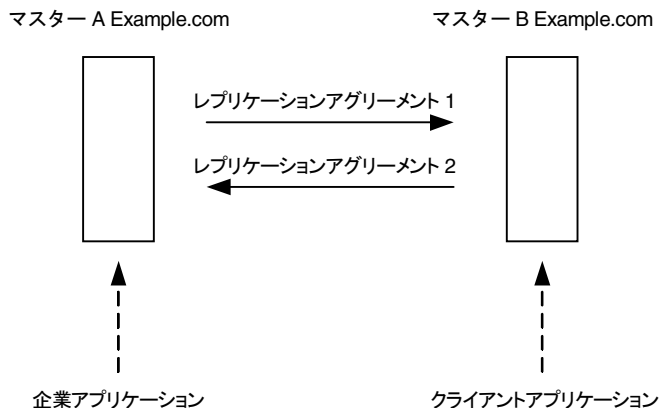 マスター A Example.com
マスター B Example.com
レプリケーションアグリーメント 1
レプリケーションアグリーメント 2
企業アプリケーション
クライアントアプリケーション